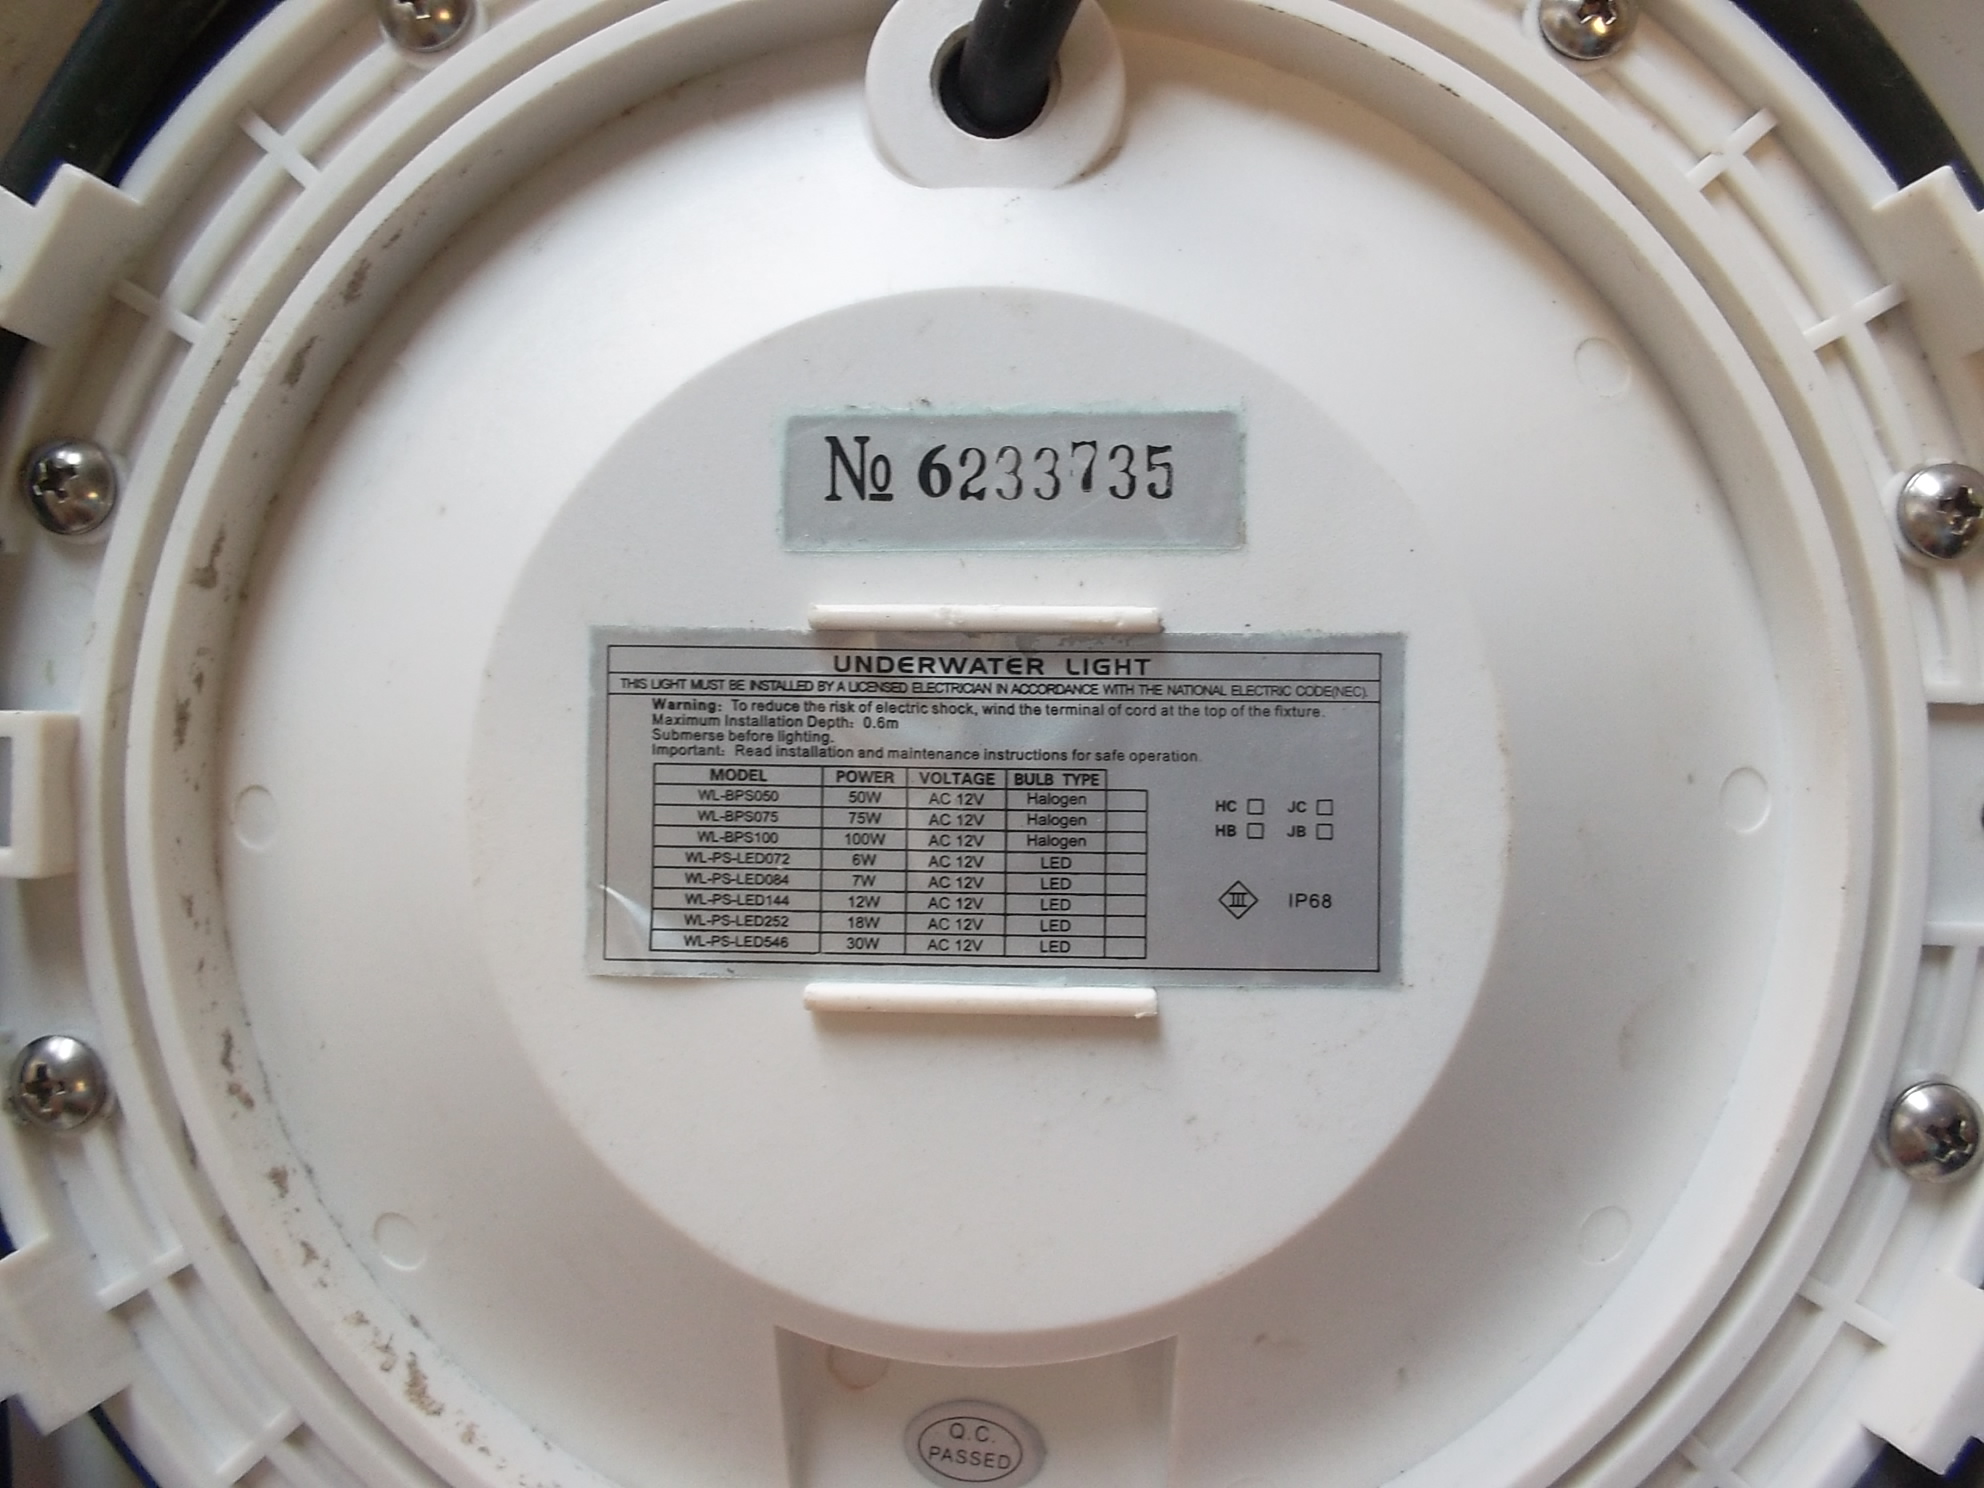 № 6233735
UNDERWATER LIGHT
THIS LIGHT MUST BE INSTALLED BY A LICENSED ELECTRICIAN IN ACCORDANCE WITH THE NATIONAL ELECTRIC CODE(NEC).
Warning: To reduce the risk of electric shock, wind the terminal of cord at the top of the fixture.
Maximum Installation Depth: 0.6m
Submerse before lighting.
Important: Read installation and maintenance instructions for safe operation.
MODEL POWER VOLTAGE BULB TYPE
WL-BPS050 50W AC 12V Halogen
WL-BPS075 75W AC 12V Halogen
WL-BPS100 100W AC 12V Halogen
WL-PS-LED072 6W AC 12V LED
WL-PS-LED084 7W AC 12V LED
WL-PS-LED144 12W AC 12V LED
WL-PS-LED252 18W AC 12V LED
WL-PS-LED546 30W AC 12V LED
HC □ JC □
HB □ JB □
III IP68
Q.C.
PASSED